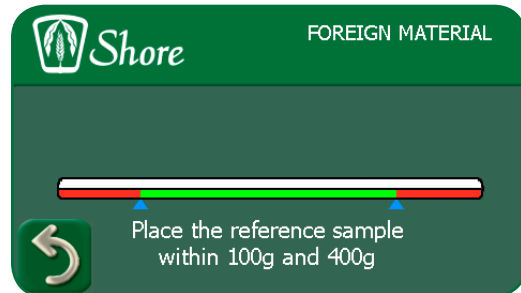 Shore
FOREIGN MATERIAL
Place the reference sample
within 100g and 400g